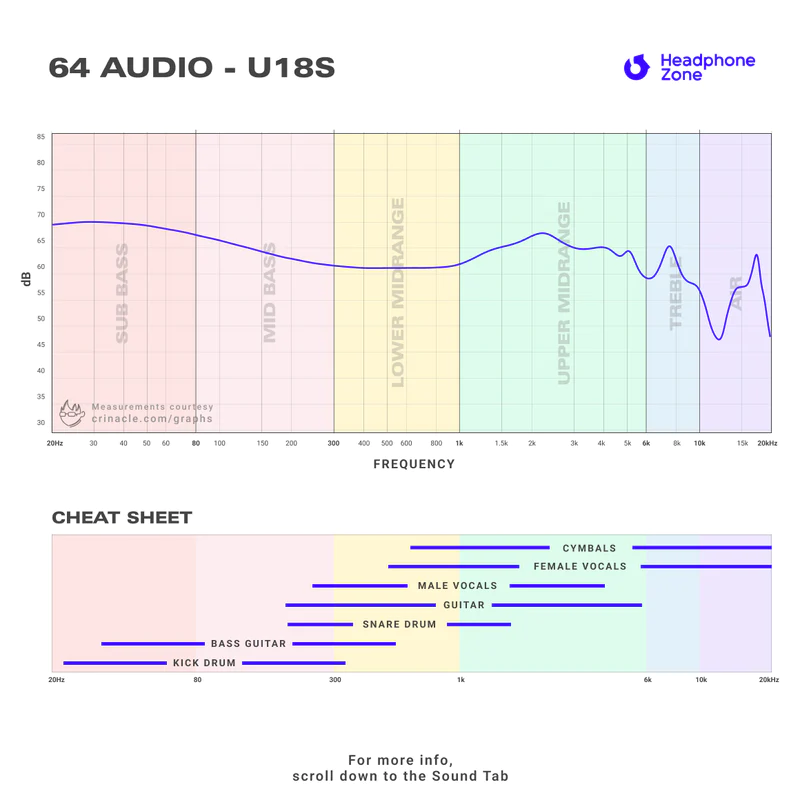 64 AUDIO - U18S
Headphone
Zone
85
80
75
70
65
60
55
50
45
40
35
30
dB
SUB BASS
MID BASS
LOWER MIDRANGE
UPPER MIDRANGE
TREBLE
AIR
Measurements courtesy
crinacle.com/graphs
20Hz 30 40 50 60 80 100 150 200 300 400 500 600 800 1k 1.5k 2k 3k 4k 5k 6k 8k 10k 15k 20kHz
FREQUENCY
CHEAT SHEET
CYMBALS
FEMALE VOCALS
MALE VOCALS
GUITAR
SNARE DRUM
BASS GUITAR
KICK DRUM
20Hz 80 300 1k 6k 10k 20kHz
For more info,
scroll down to the Sound Tab